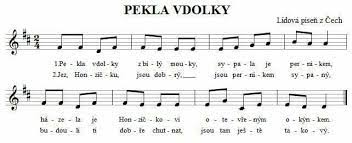 PEKLA VDOLKY
Lidová píseň z Čech
1.Pe - kla vdol - ky z bí - lý mou - ky, sy - pa - la je per - ní - kem,
2.Jez, Hon - zíč - ku, jsou dob - rý, jsou per - ní - kem sy - pa - ný,
há - ze - la je Hon - zíč - ko - vi o - te - vře - ným o - kýn - kem.
bu - dou - li ti dob - ře chut - nat, jsou tam ješ - tě ta - ko - vý.